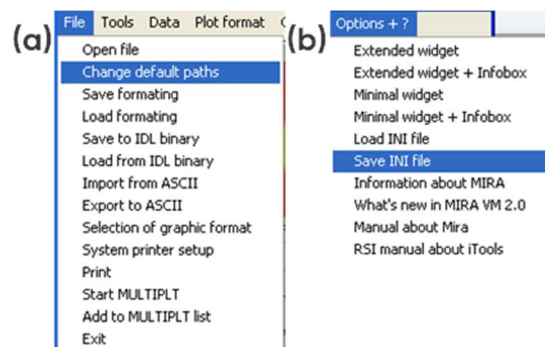 (a)
File Tools Data Plot format
Open file
Change default paths
Save formating
Load formating
Save to IDL binary
Load from IDL binary
Import from ASCII
Export to ASCII
Selection of graphic format
System printer setup
Print
Start MULTIPLT
Add to MULTIPLT list
Exit
(b)
Options + ?
Extended widget
Extended widget + Infobox
Minimal widget
Minimal widget + Infobox
Load INI file
Save INI file
Information about MIRA
What's new in MIRA VM 2.0
Manual about Mira
RSI manual about iTools